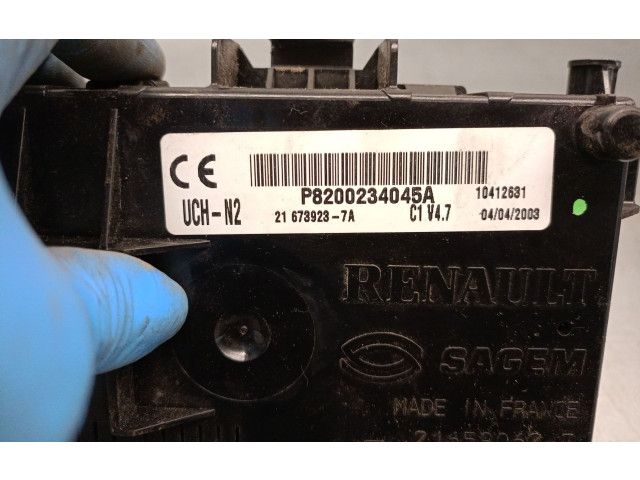 CE
P8200234045A 10412631
UCH-N2 21 673923-7A C1 V4.7 04/04/2003
RENAULT
SAGEM
MADE IN FRANCE